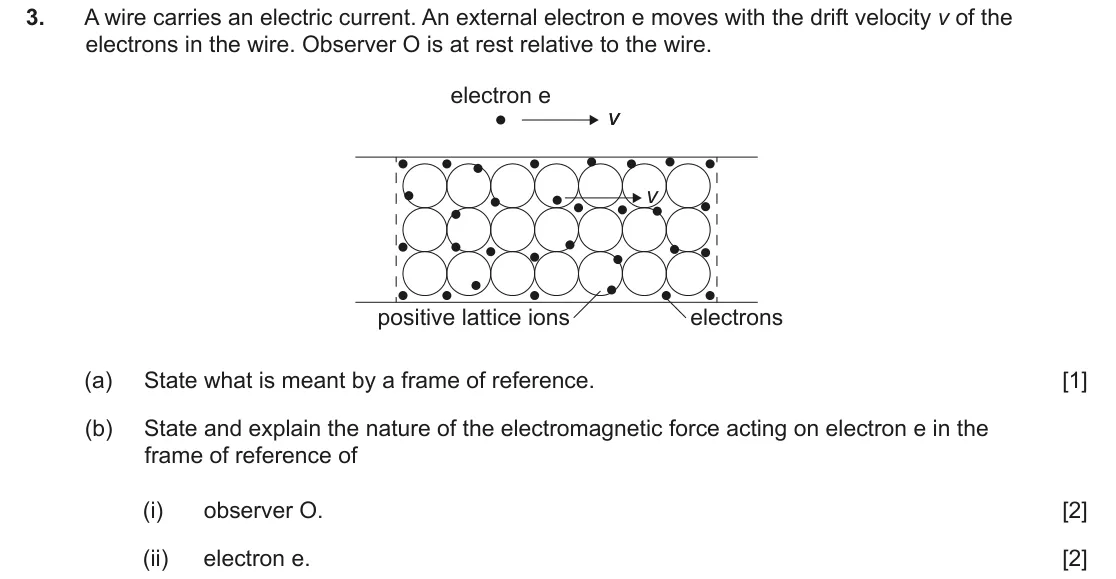 3. A wire carries an electric current. An external electron e moves with the drift velocity v of the
electrons in the wire. Observer O is at rest relative to the wire.
electron e
v
v
positive lattice ions
electrons
(a) State what is meant by a frame of reference. [1]
(b) State and explain the nature of the electromagnetic force acting on electron e in the
frame of reference of
(i) observer O. [2]
(ii) electron e. [2]